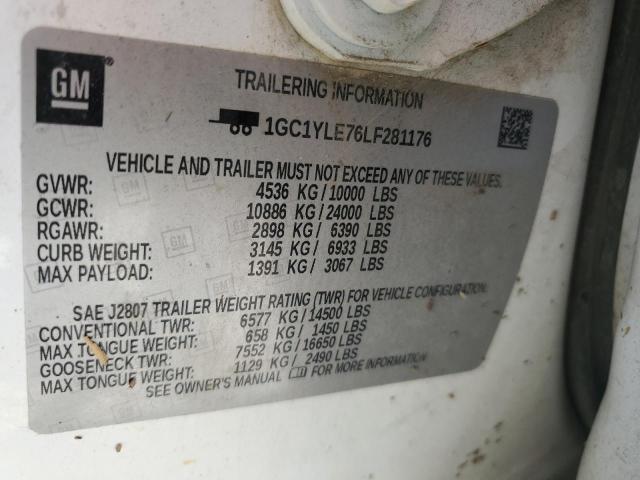 GM
TRAILERING INFORMATION
1GC1YLE76LF281176
VEHICLE AND TRAILER MUST NOT EXCEED ANY OF THESE VALUES.
GVWR: 4536 KG/10000 LBS
GCWR: 10886 KG/24000 LBS
RGAWR: 2898 KG/ 6390 LBS
CURB WEIGHT: 3145 KG/ 6933 LBS
MAX PAYLOAD: 1391 KG/ 3067 LBS
SAE J2807 TRAILER WEIGHT RATING (TWR) FOR VEHICLE CONFIGURATION.
CONVENTIONAL TWR: 6577 KG/14500 LBS
MAX TONGUE WEIGHT: 658 KG/ 1450 LBS
GOOSENECK TWR: 7552 KG/16650 LBS
MAX TONGUE WEIGHT: 1129 KG/ 2490 LBS
SEE OWNER'S MANUAL FOR MORE INFORMATION